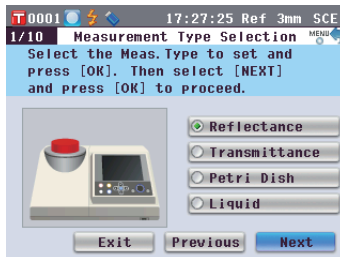 T 0001 17:27:25 Ref 3mm SCE
1/10 Measurement Type Selection MENU
Select the Meas.Type to set and
press [OK]. Then select [NEXT]
and press [OK] to proceed.
Reflectance
Transmittance
Petri Dish
Liquid
Exit Previous Next